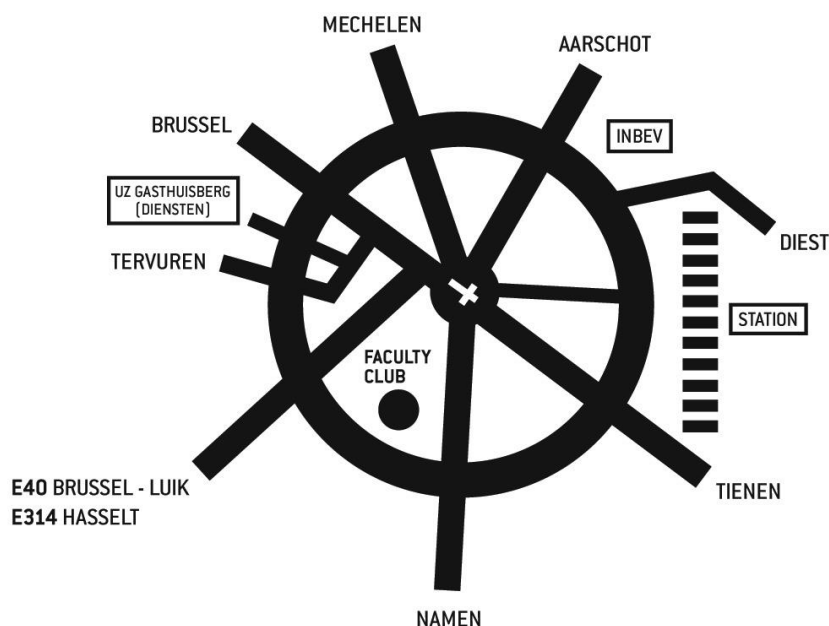 MECHELEN
AARSCHOT
BRUSSEL
INBEV
UZ GASTHUISBERG
(DIENSTEN)
DIEST
TERVUREN
STATION
FACULTY
CLUB
E40 BRUSSEL - LUIK
E314 HASSELT
TIENEN
NAMEN